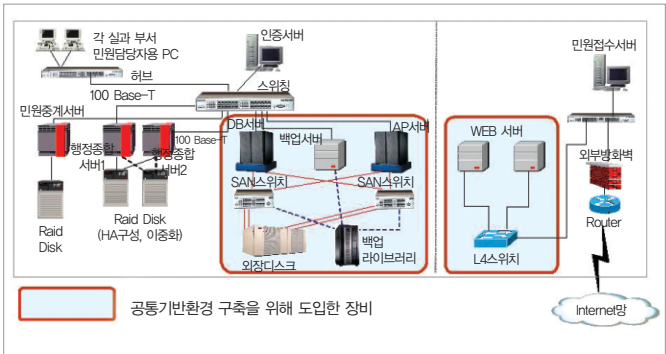 각 실과 부서
민원담당자용 PC
인증서버
민원접수서버
허브
스위칭
100 Base-T
민원중계서버
100 Base-T
DB서버
백업서버
AP서버
WEB 서버
행정종합
서버1
행정종합
서버2
외부방화벽
SAN스위치
SAN스위치
Router
Raid
Disk
Raid Disk
(HA구성, 이중화)
외장디스크
백업
라이브러리
L4스위치
공통기반환경 구축을 위해 도입한 장비
Internet망